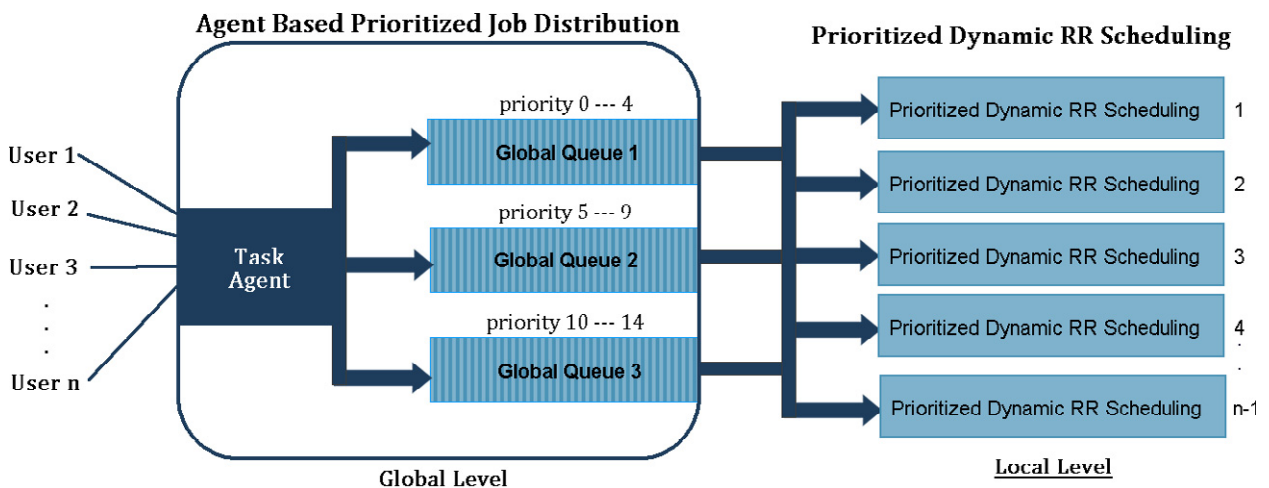 Agent Based Prioritized Job Distribution
Prioritized Dynamic RR Scheduling
User 1
User 2
User 3
.
.
.
User n
Task
Agent
priority 0 --- 4
Global Queue 1
priority 5 --- 9
Global Queue 2
priority 10 --- 14
Global Queue 3
Global Level
Prioritized Dynamic RR Scheduling 1
Prioritized Dynamic RR Scheduling 2
Prioritized Dynamic RR Scheduling 3
Prioritized Dynamic RR Scheduling 4
.
.
Prioritized Dynamic RR Scheduling n-1
Local Level